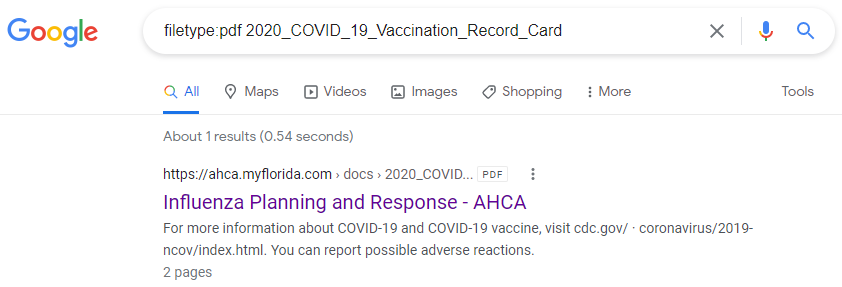 Google filetype:pdf 2020_COVID_19_Vaccination_Record_Card
All Maps Videos Images Shopping More Tools
About 1 results (0.54 seconds)
https://ahca.myflorida.com › docs › 2020_COVID... PDF
Influenza Planning and Response - AHCA
For more information about COVID-19 and COVID-19 vaccine, visit cdc.gov/ · coronavirus/2019-
ncov/index.html. You can report possible adverse reactions.
2 pages